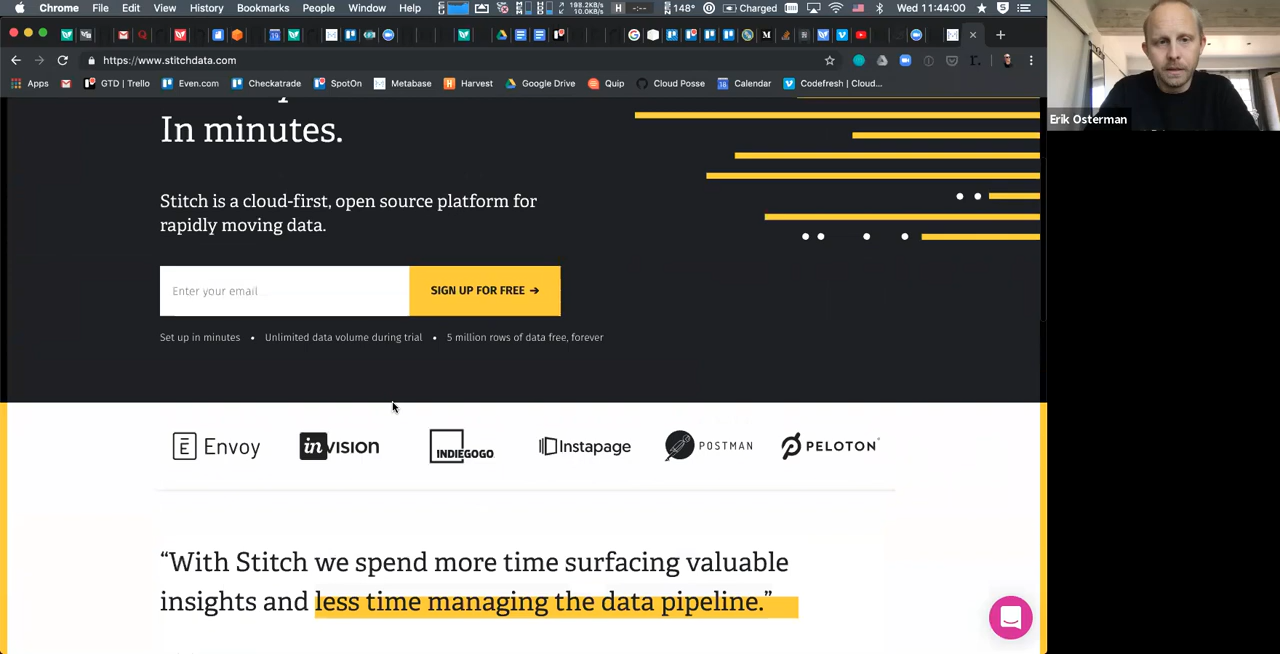 Chrome File Edit View History Bookmarks People Window Help
198.2KB/s
10.0KB/s
H
148°
Charged
Wed 11:44:00
https://www.stitchdata.com
Apps
GTD | Trello
Even.com
Checkatrade
SpotOn
Metabase
Harvest
Google Drive
Quip
Cloud Posse
Calendar
Codefresh | Cloud...
Erik Osterman
In minutes.
Stitch is a cloud-first, open source platform for
rapidly moving data.
Enter your email
SIGN UP FOR FREE →
Set up in minutes • Unlimited data volume during trial • 5 million rows of data free, forever
Envoy
invision
INDIEGOGO
Instapage
POSTMAN
PELOTON
“With Stitch we spend more time surfacing valuable
insights and less time managing the data pipeline.”